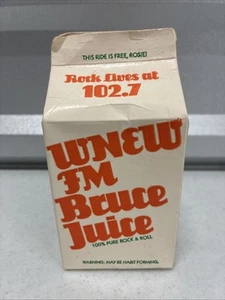 THIS RIDE IS FREE, ROSIE!
Rock Lives at
102.7
WNEW
FM
Bruce
Juice
100% PURE ROCK & ROLL
WARNING: MAY BE HABIT FORMING.